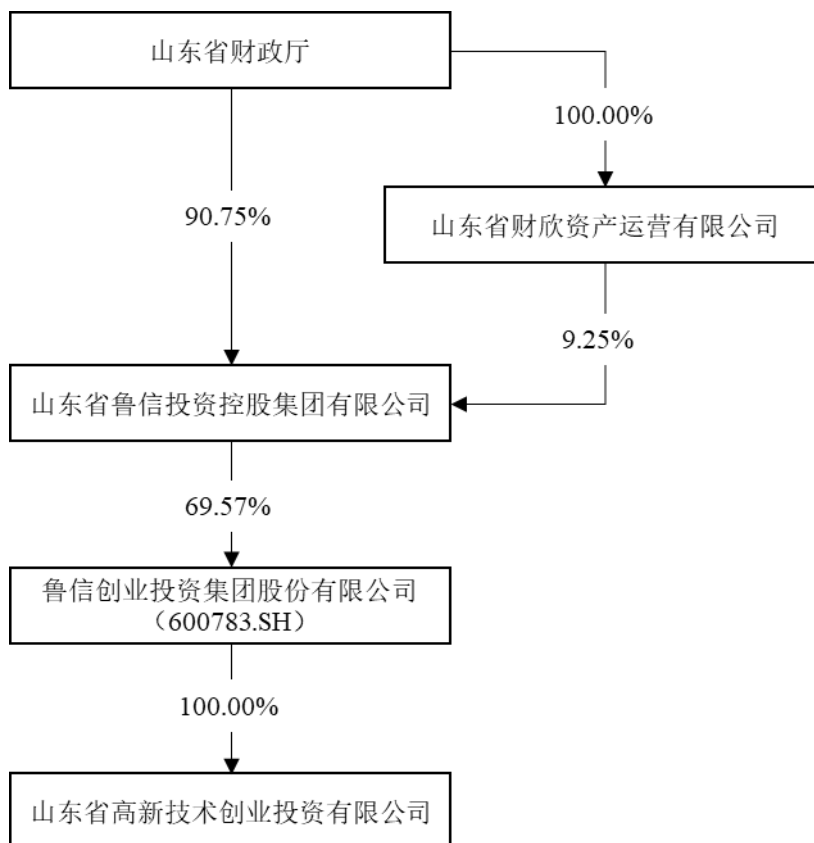 山东省财政厅
100.00%
90.75%
山东省财欣资产运营有限公司
9.25%
山东省鲁信投资控股集团有限公司
69.57%
鲁信创业投资集团股份有限公司
（600783.SH）
100.00%
山东省高新技术创业投资有限公司